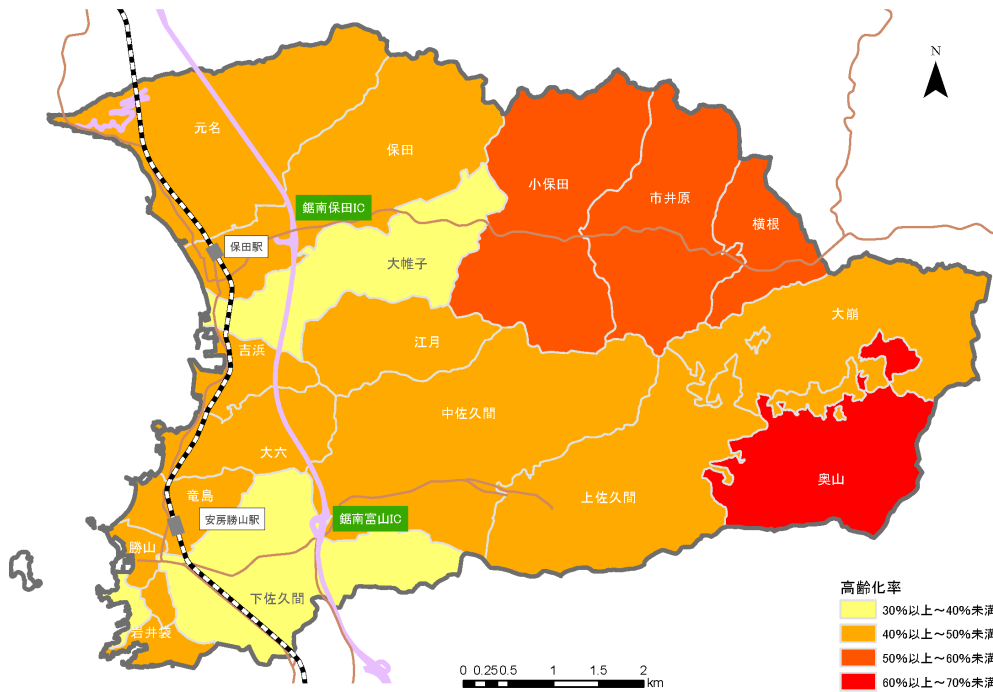 N
元名
保田
小保田
市井原
横根
鋸南保田IC
保田駅
大帷子
大崩
吉浜
江月
中佐久間
大六
奥山
竜島
上佐久間
安房勝山駅
鋸南富山IC
勝山
下佐久間
岩井袋
高齢化率
30%以上～40%未満
40%以上～50%未満
50%以上～60%未満
60%以上～70%未満
0 0.25 0.5 1 1.5 2
km